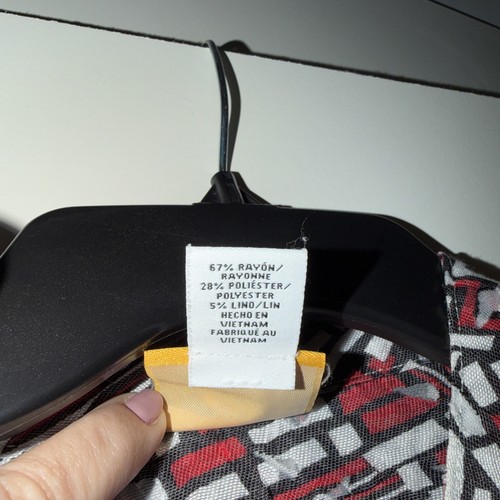 67% RAYÓN/
RAYONNE
28% POLIÉSTER/
POLYESTER
5% LINO/LIN
HECHO EN
VIETNAM
FABRIQUÉ AU
VIETNAM